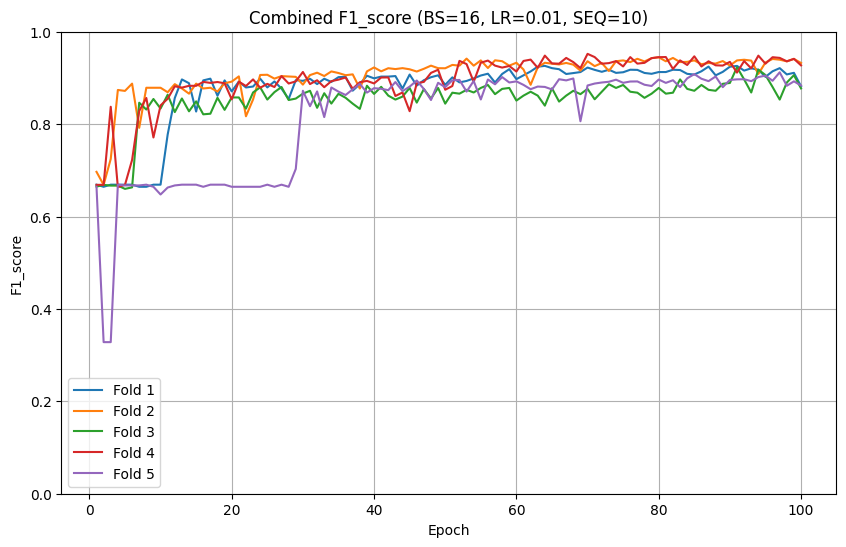 Combined F1_score (BS=16, LR=0.01, SEQ=10)
1.0
0.8
0.6
0.4
0.2
0.0
F1_score
Fold 1
Fold 2
Fold 3
Fold 4
Fold 5
0 20 40 60 80 100
Epoch